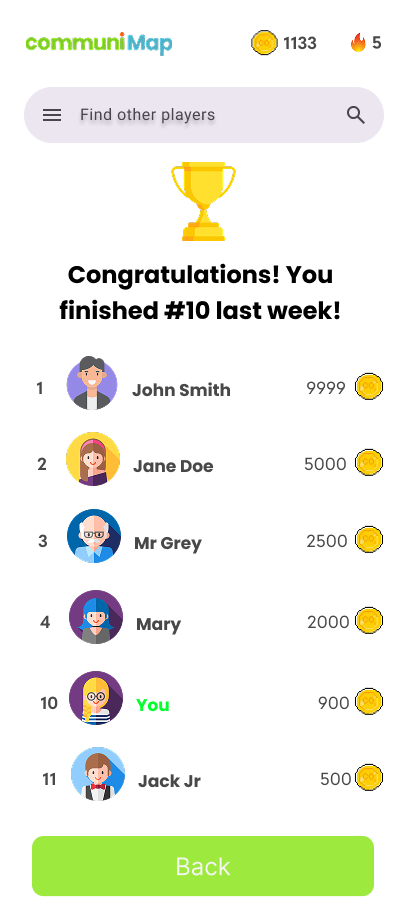 communiMap 1133 5
Find other players
Congratulations! You
finished #10 last week!
1 John Smith 9999
2 Jane Doe 5000
3 Mr Grey 2500
4 Mary 2000
10 You 900
11 Jack Jr 500
Back